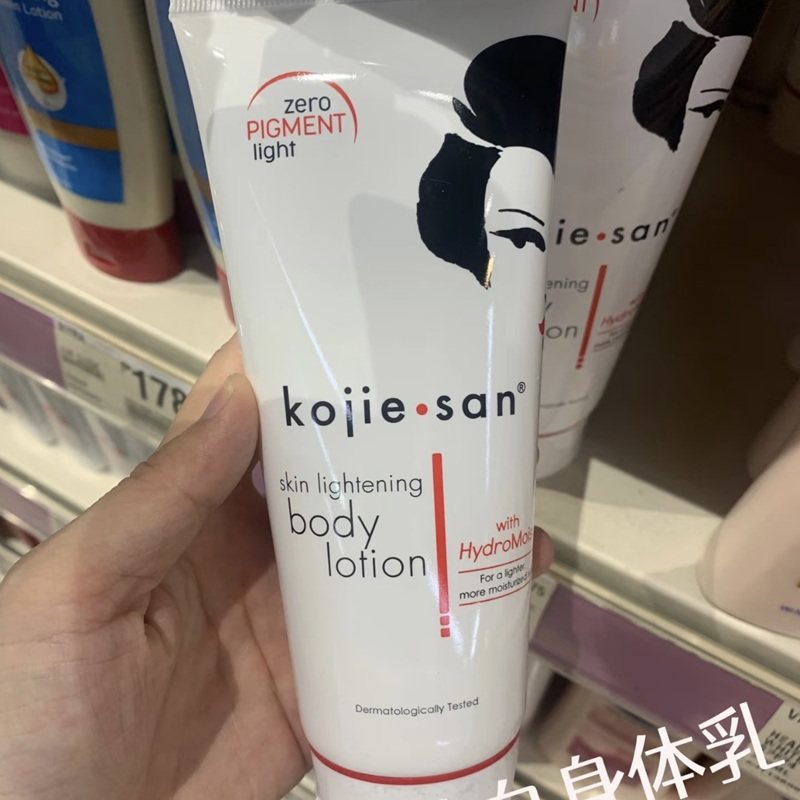 Lotion
zero
PIGMENT
light
kojie•san®
skin lightening
body
lotion
with
For a lighter,
more moisturized
Dermatologically Tested
ie•san
on
178
身体乳